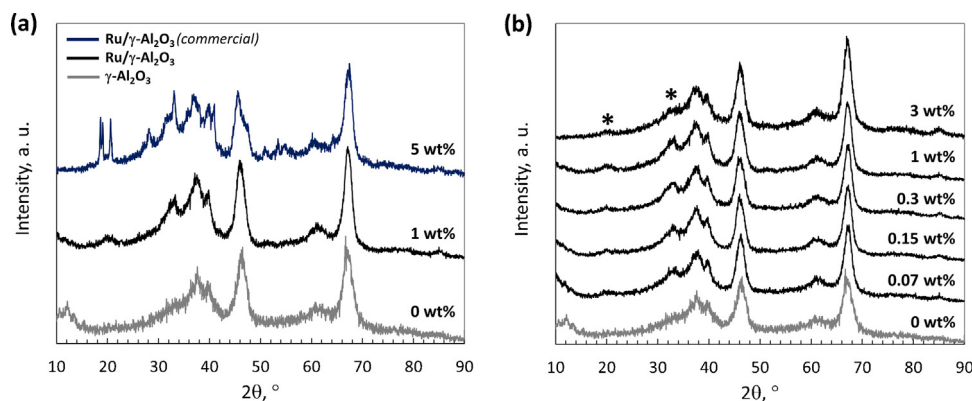 (a)
Ru/γ-Al₂O₃ (commercial)
Ru/γ-Al₂O₃
γ-Al₂O₃
5 wt%
1 wt%
0 wt%
Intensity, a. u.
10 20 30 40 50 60 70 80 90
2θ, °
(b)
* *
3 wt%
1 wt%
0.3 wt%
0.15 wt%
0.07 wt%
0 wt%
Intensity, a. u.
10 20 30 40 50 60 70 80 90
2θ, °